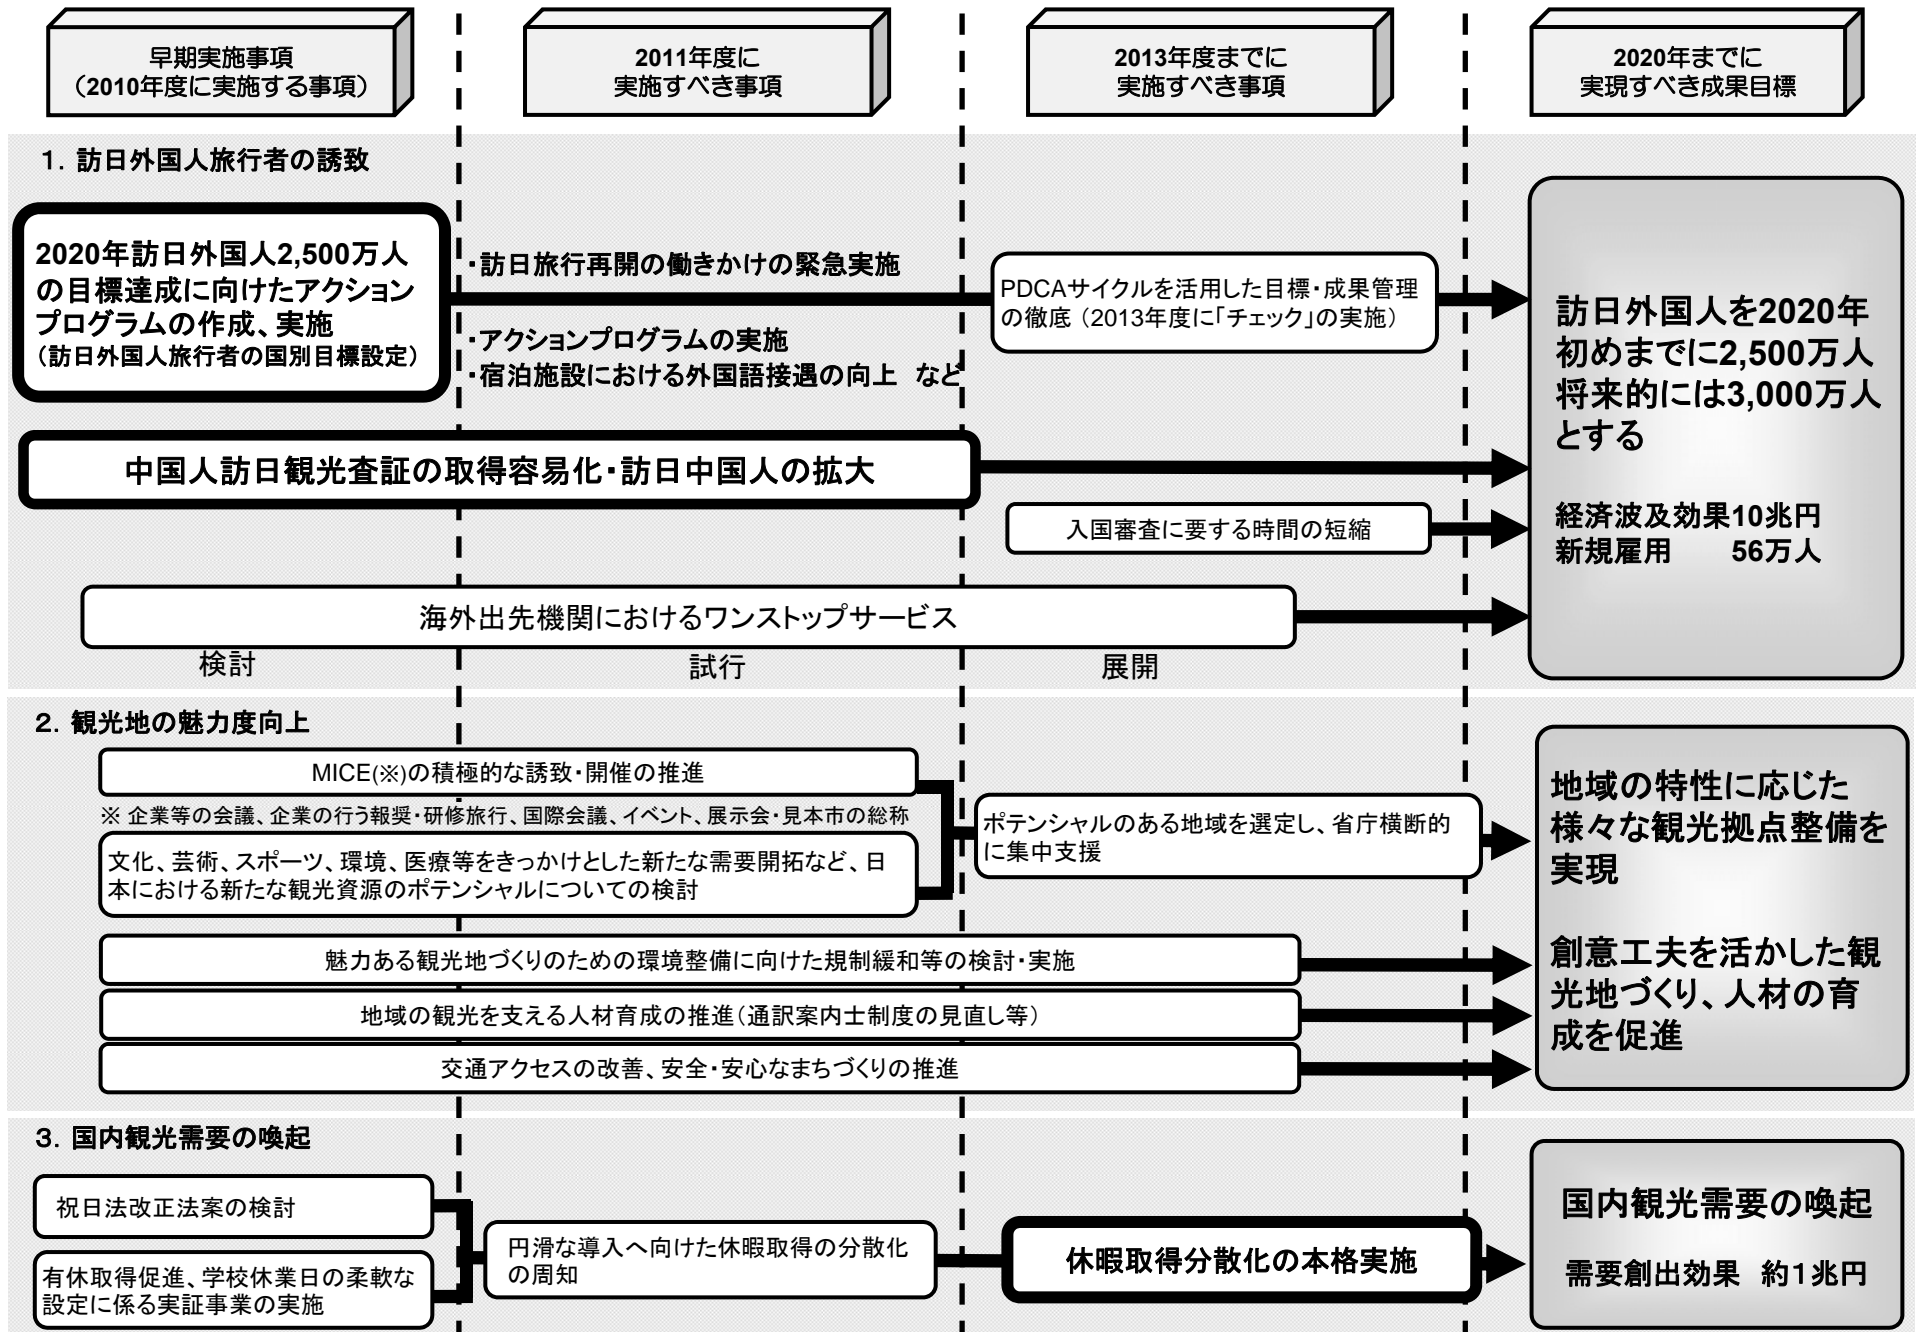 早期実施事項
（2010年度に実施する事項）
2011年度に
実施すべき事項
2013年度までに
実施すべき事項
2020年までに
実現すべき成果目標
１．訪日外国人旅行者の誘致
2020年訪日外国人2,500万人
の目標達成に向けたアクション
プログラムの作成、実施
（訪日外国人旅行者の国別目標設定）
・訪日旅行再開の働きかけの緊急実施
・アクションプログラムの実施
・宿泊施設における外国語接遇の向上　など
PDCAサイクルを活用した目標・成果管理
の徹底（2013年度に「チェック」の実施）
訪日外国人を2020年
初めまでに2,500万人
将来的には3,000万人
とする
経済波及効果10兆円
新規雇用　　56万人
中国人訪日観光査証の取得容易化・訪日中国人の拡大
入国審査に要する時間の短縮
海外出先機関におけるワンストップサービス
検討
試行
展開
２．観光地の魅力度向上
MICE(※)の積極的な誘致・開催の推進
※ 企業等の会議、企業の行う報奨・研修旅行、国際会議、イベント、展示会・見本市の総称
文化、芸術、スポーツ、環境、医療等をきっかけとした新たな需要開拓など、日
本における新たな観光資源のポテンシャルについての検討
ポテンシャルのある地域を選定し、省庁横断的
に集中支援
魅力ある観光地づくりのための環境整備に向けた規制緩和等の検討・実施
地域の観光を支える人材育成の推進（通訳案内士制度の見直し等）
交通アクセスの改善、安全・安心なまちづくりの推進
地域の特性に応じた
様々な観光拠点整備を
実現
創意工夫を活かした観
光地づくり、人材の育
成を促進
３．国内観光需要の喚起
祝日法改正法案の検討
有休取得促進、学校休業日の柔軟な
設定に係る実証事業の実施
円滑な導入へ向けた休暇取得の分散化
の周知
休暇取得分散化の本格実施
国内観光需要の喚起
需要創出効果　約１兆円